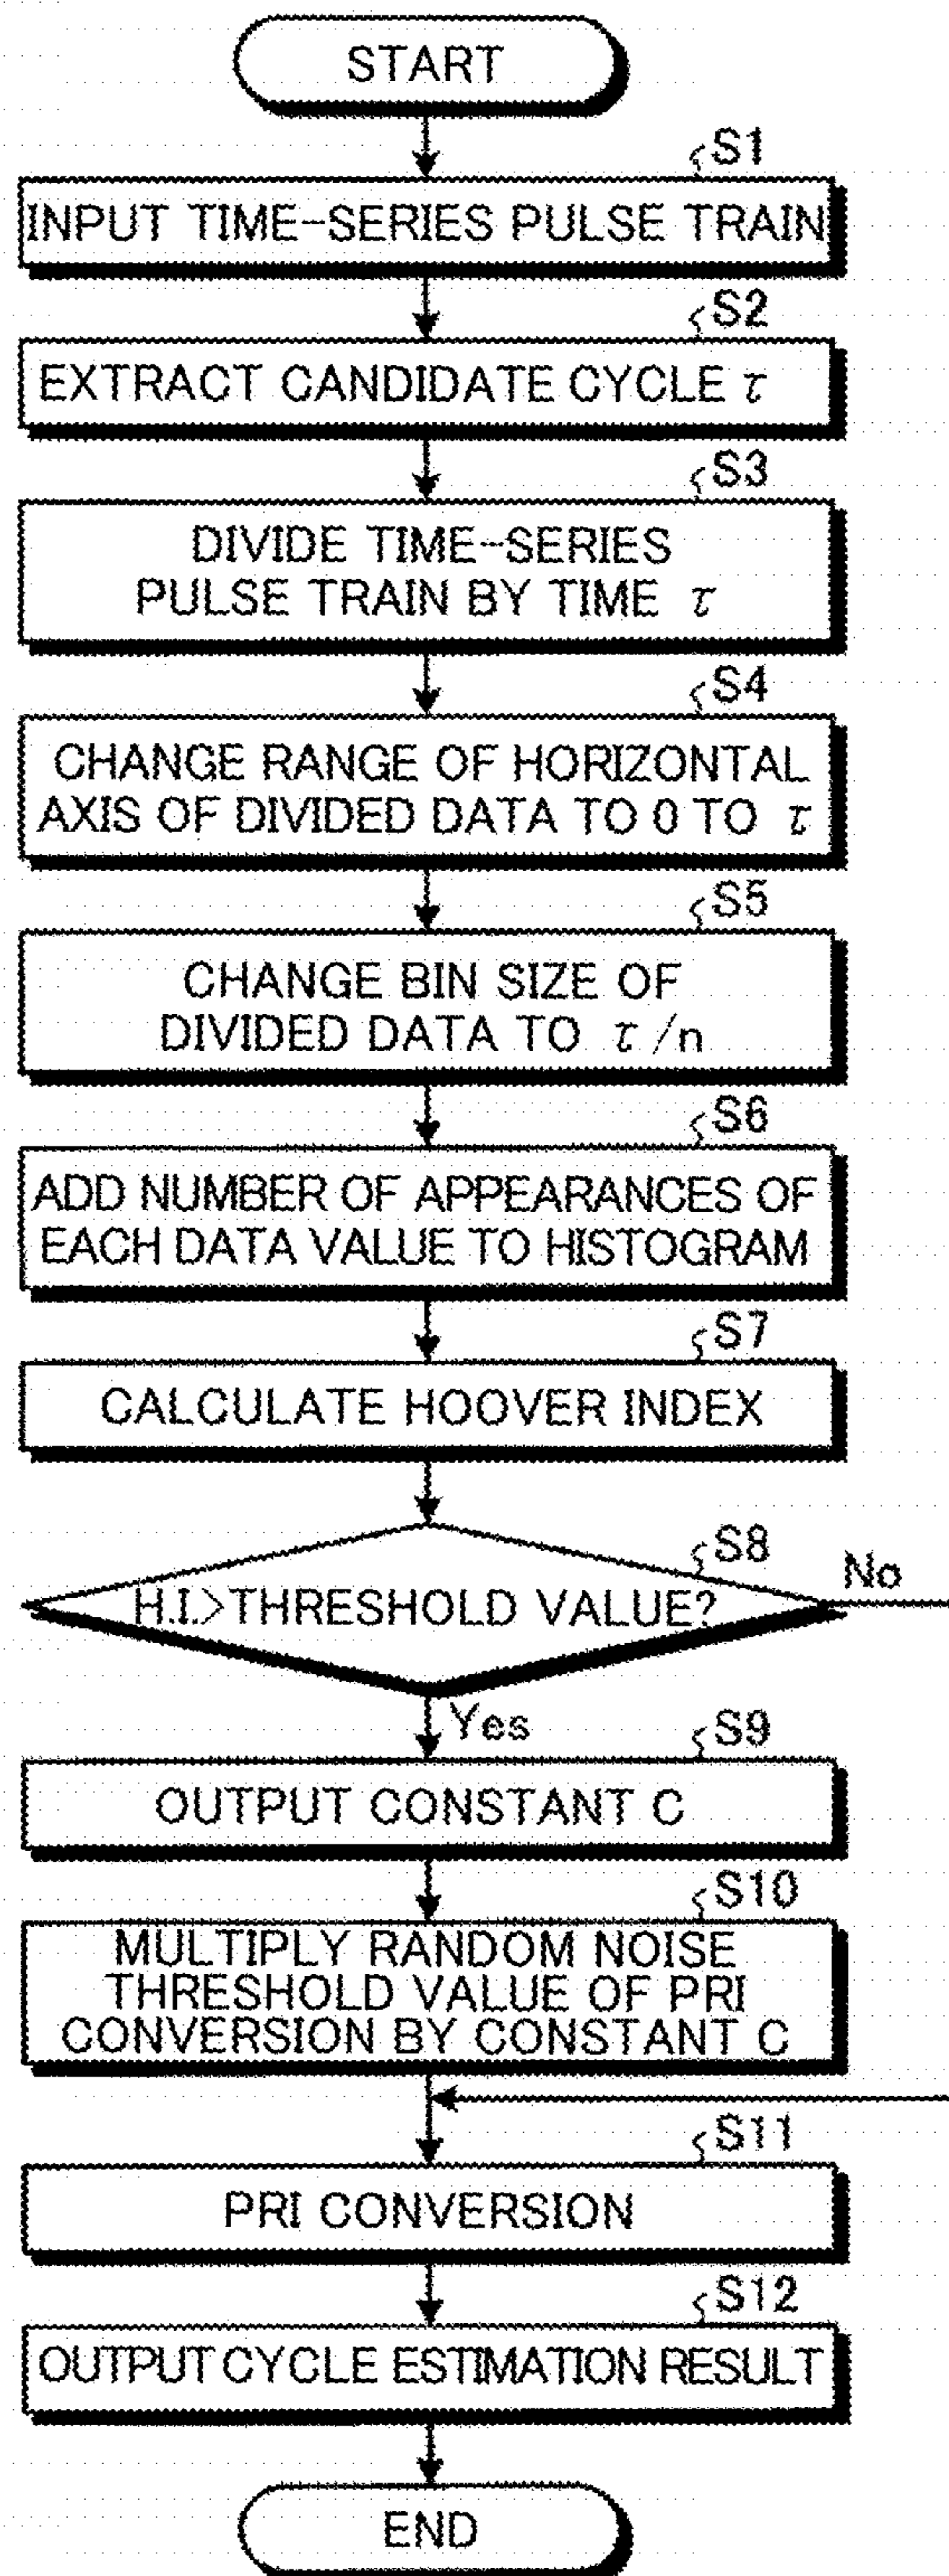 START
S1
INPUT TIME-SERIES PULSE TRAIN
S2
EXTRACT CANDIDATE CYCLE τ
S3
DIVIDE TIME-SERIES
PULSE TRAIN BY TIME τ
S4
CHANGE RANGE OF HORIZONTAL
AXIS OF DIVIDED DATA TO 0 TO τ
S5
CHANGE BIN SIZE OF
DIVIDED DATA TO τ/n
S6
ADD NUMBER OF APPEARANCES OF
EACH DATA VALUE TO HISTOGRAM
S7
CALCULATE HOOVER INDEX
S8
H.I.>THRESHOLD VALUE?
No
Yes
S9
OUTPUT CONSTANT C
S10
MULTIPLY RANDOM NOISE
THRESHOLD VALUE OF PRI
CONVERSION BY CONSTANT C
S11
PRI CONVERSION
S12
OUTPUT CYCLE ESTIMATION RESULT
END